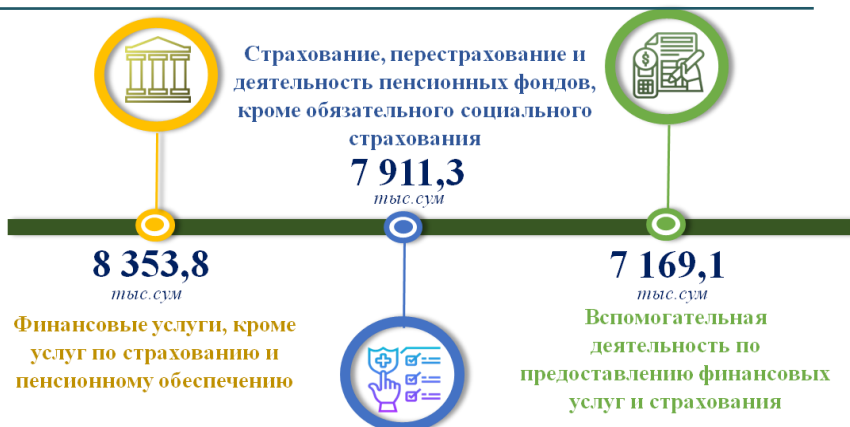 Страхование, перестрахование и
деятельность пенсионных фондов,
кроме обязательного социального
страхования
7 911,3
тыс.сум
8 353,8
тыс.сум
Финансовые услуги, кроме
услуг по страхованию и
пенсионному обеспечению
7 169,1
тыс.сум
Вспомогательная
деятельность по
предоставлению финансовых
услуг и страхования